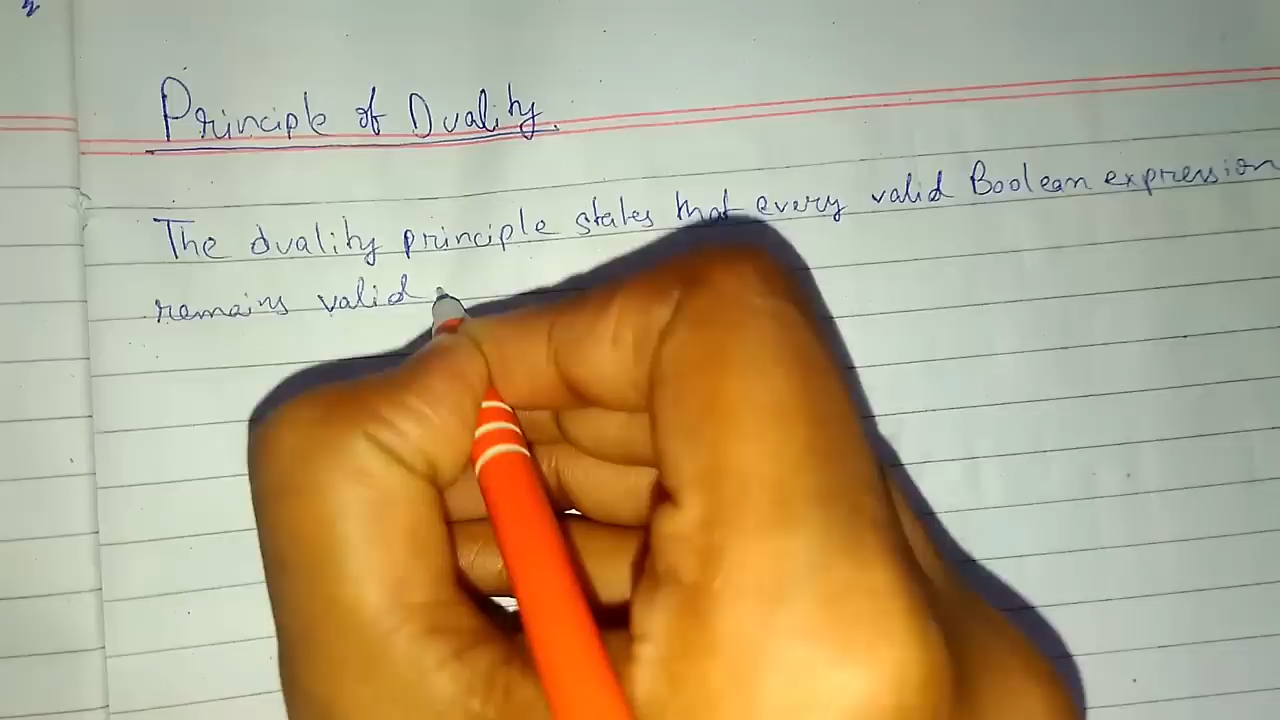 Principle of Duality.
The duality principle states that every valid Boolean expression
remains valid